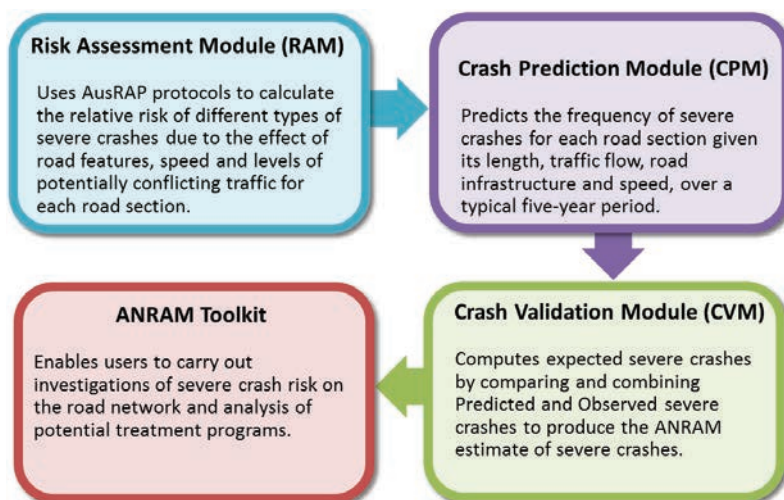 Risk Assessment Module (RAM)
Uses AusRAP protocols to calculate
the relative risk of different types of
severe crashes due to the effect of
road features, speed and levels of
potentially conflicting traffic for
each road section.
Crash Prediction Module (CPM)
Predicts the frequency of severe
crashes for each road section given
its length, traffic flow, road
infrastructure and speed, over a
typical five-year period.
Crash Validation Module (CVM)
Computes expected severe crashes
by comparing and combining
Predicted and Observed severe
crashes to produce the ANRAM
estimate of severe crashes.
ANRAM Toolkit
Enables users to carry out
investigations of severe crash risk on
the road network and analysis of
potential treatment programs.